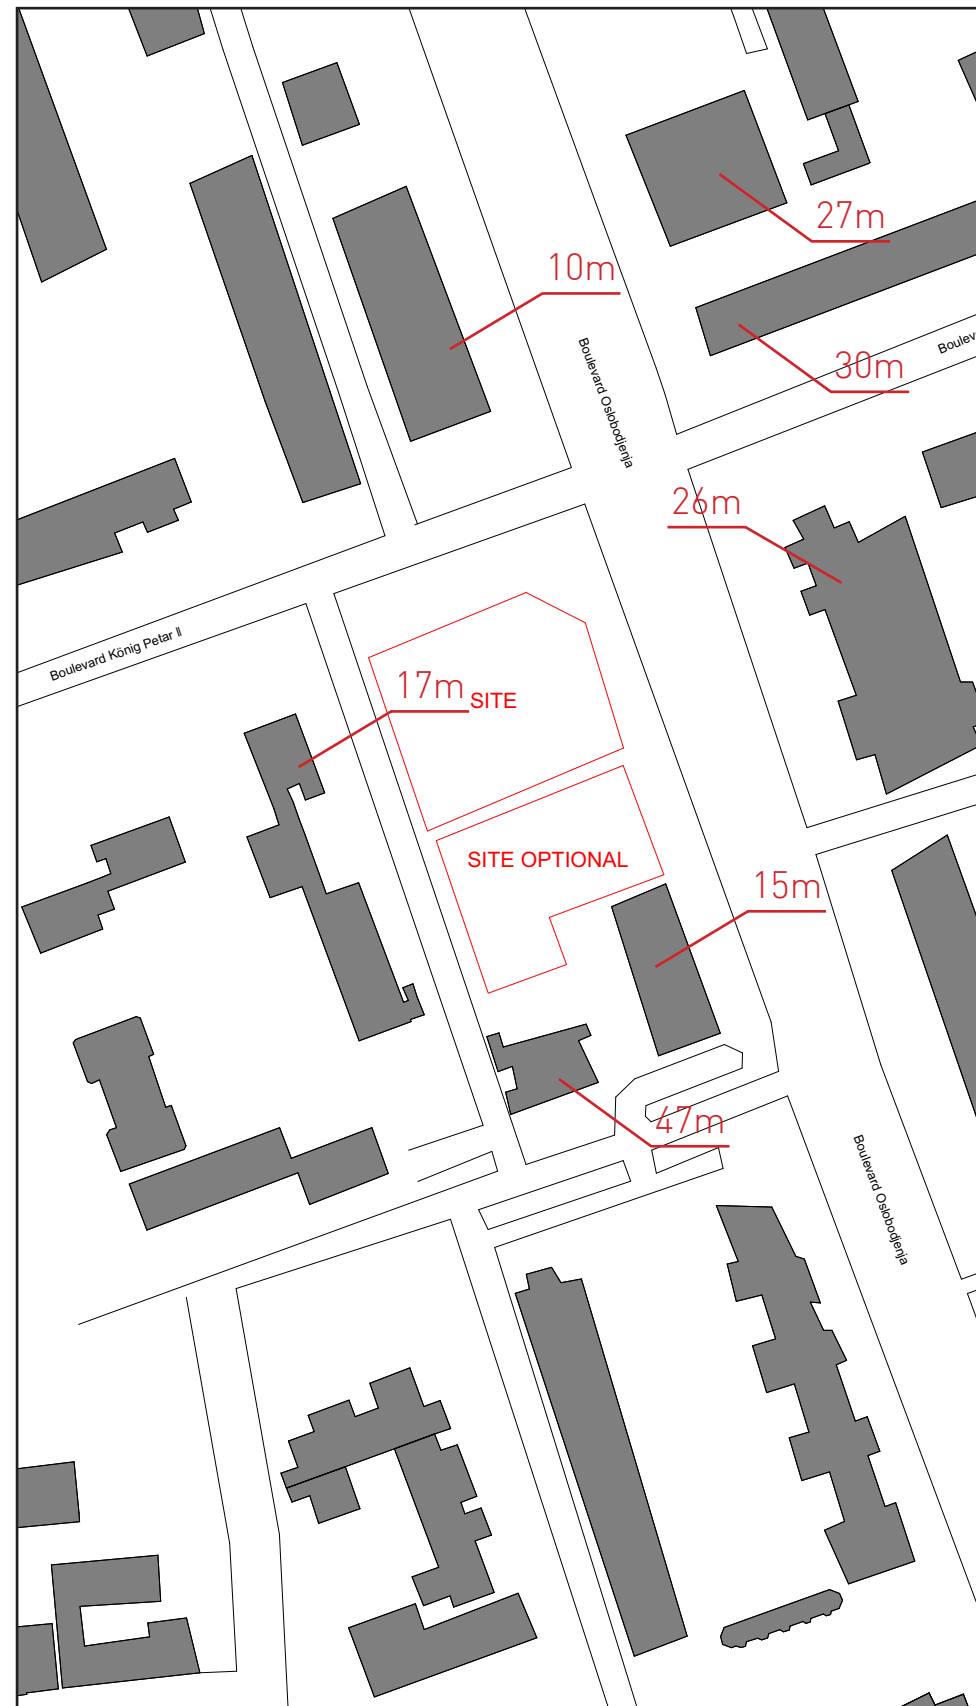 27m
10m
Boulevard Oslobodjenja
Boulev
30m
26m
Boulevard König Petar II
17m
SITE
SITE OPTIONAL
15m
47m
Boulevard Oslobodjenja